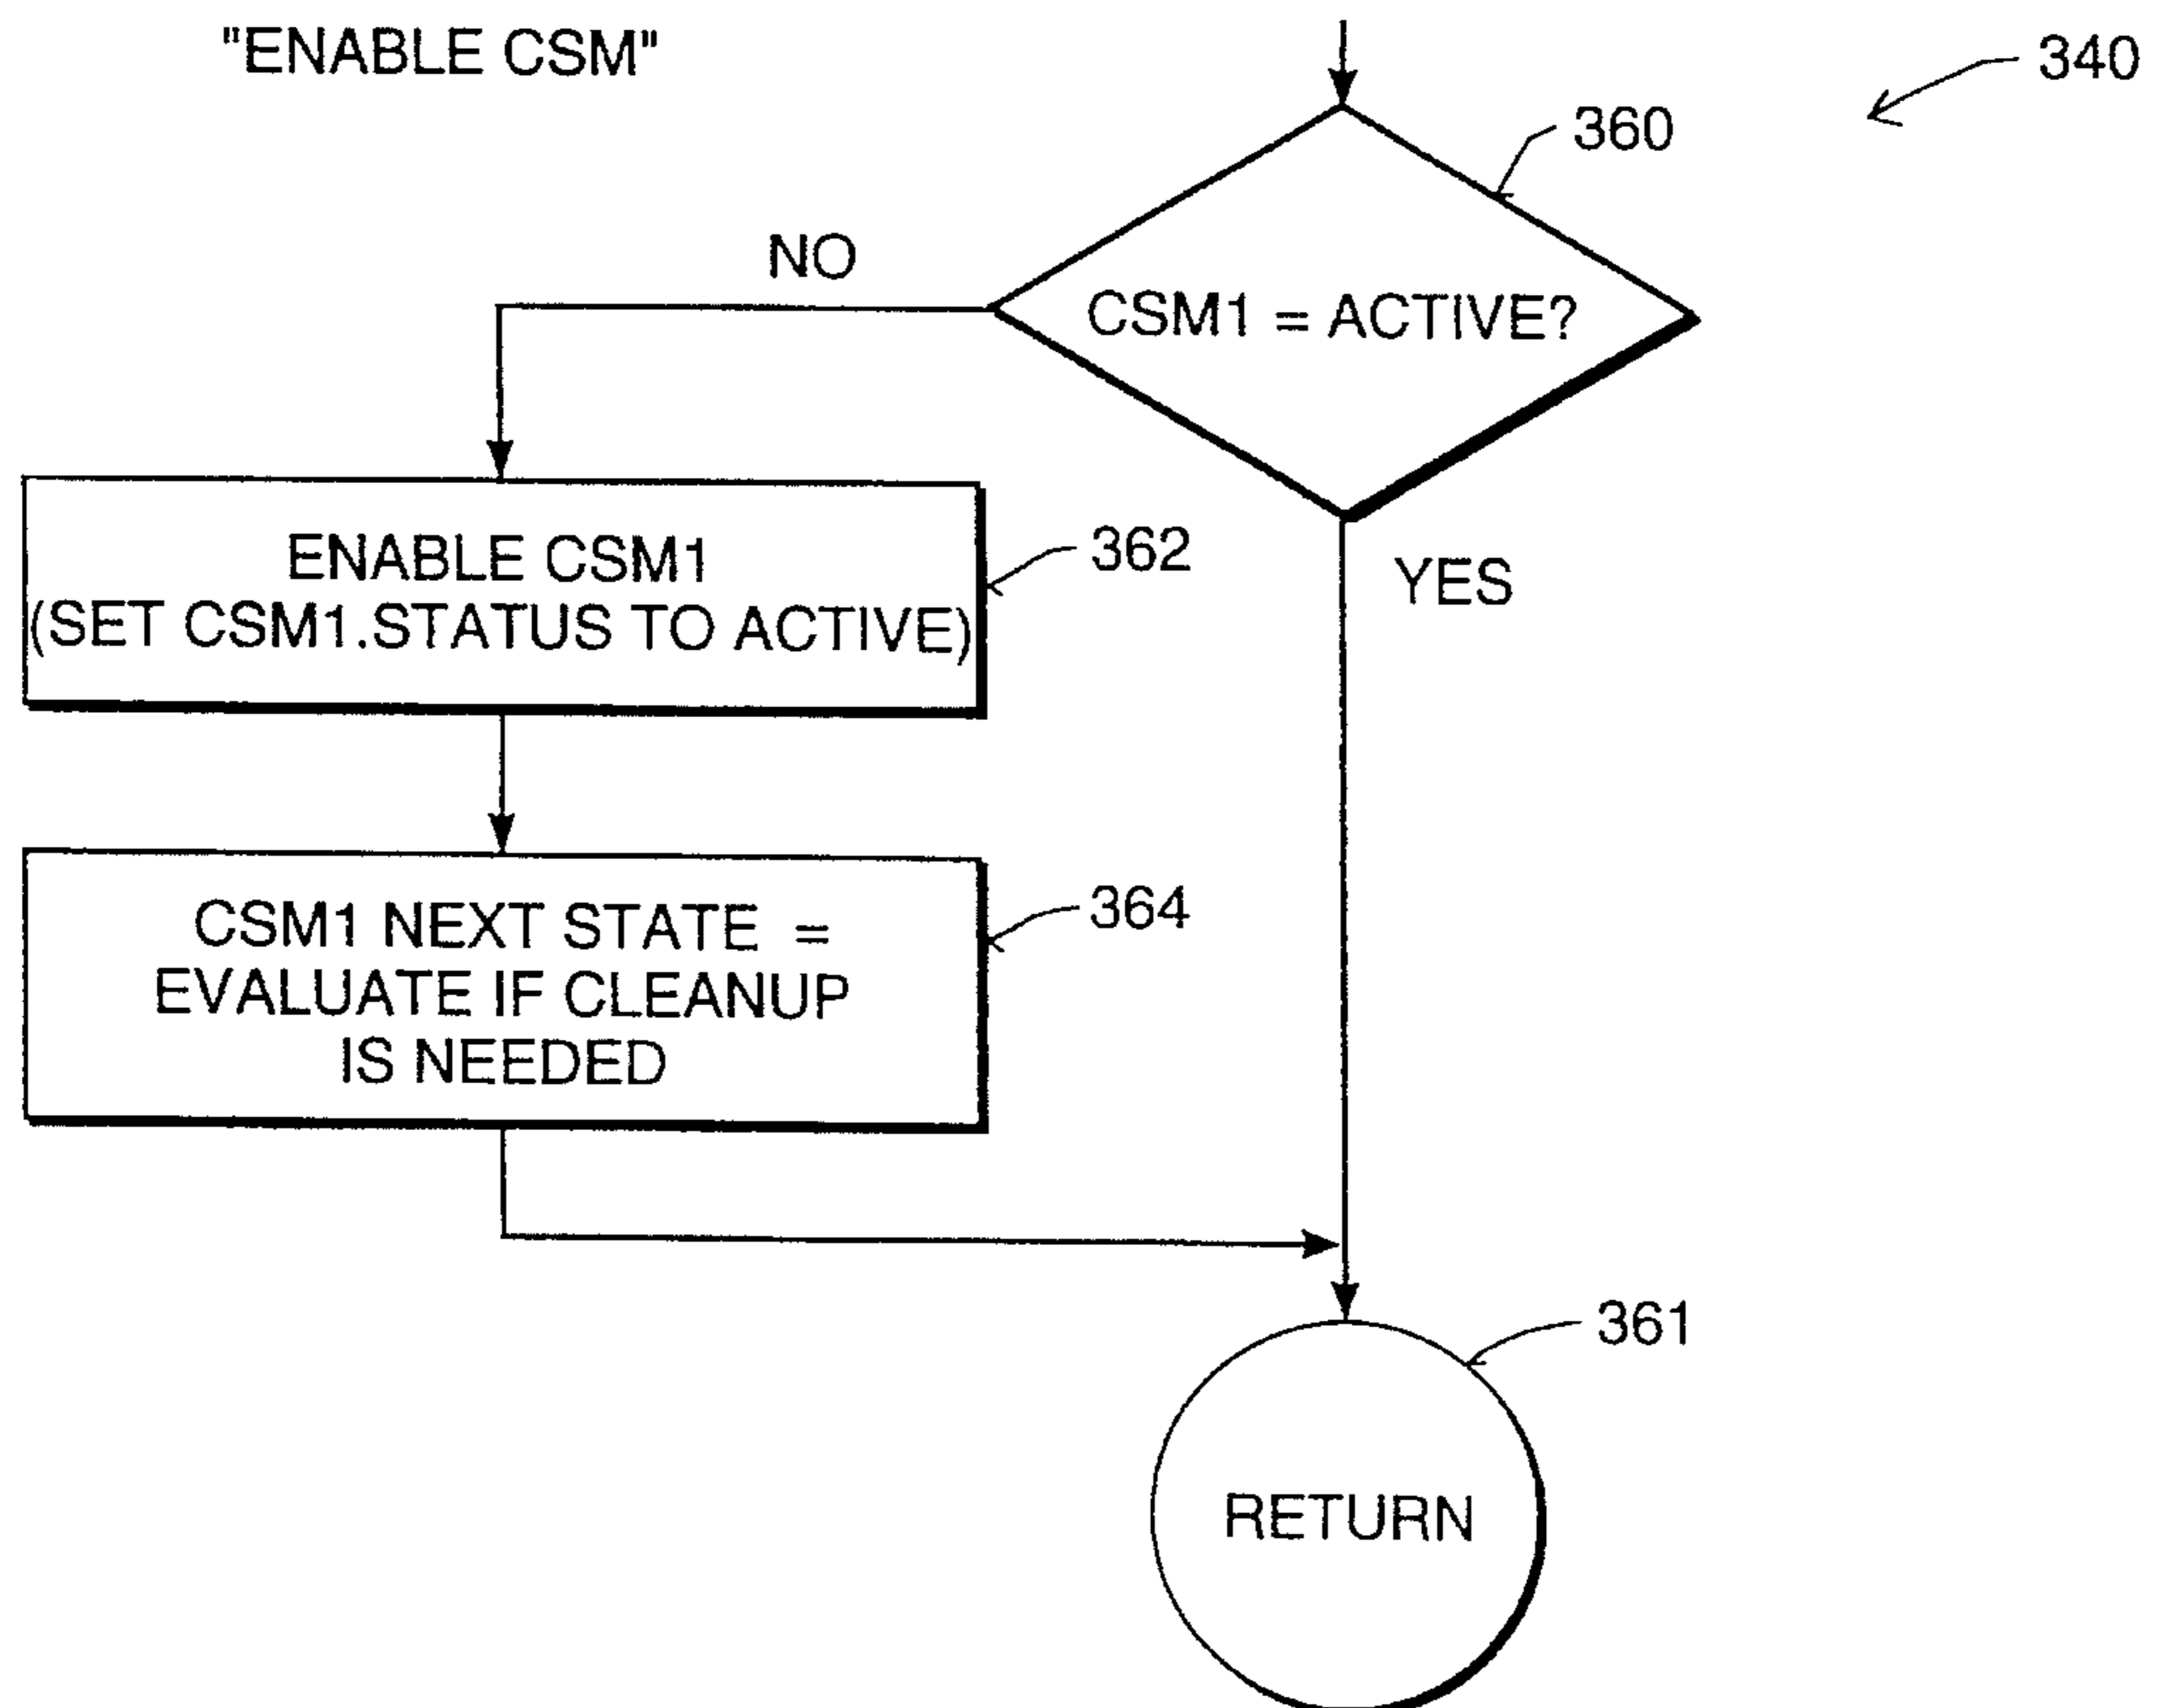 "ENABLE CSM"
340
360
NO
CSM1 = ACTIVE?
362
ENABLE CSM1
(SET CSM1.STATUS TO ACTIVE)
YES
364
CSM1 NEXT STATE =
EVALUATE IF CLEANUP
IS NEEDED
361
RETURN